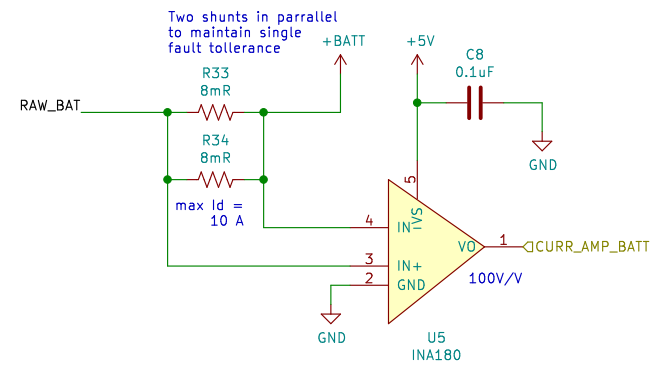 Two shunts in parrallel
to maintain single
fault tollerance
+BATT
+5V
C8
0.1uF
R33
8mR
RAW_BAT
R34
8mR
GND
max Id =
10 A
5
VS
4
IN-
VO
1
CURR_AMP_BATT
3
IN+
2
GND
100V/V
GND
U5
INA180